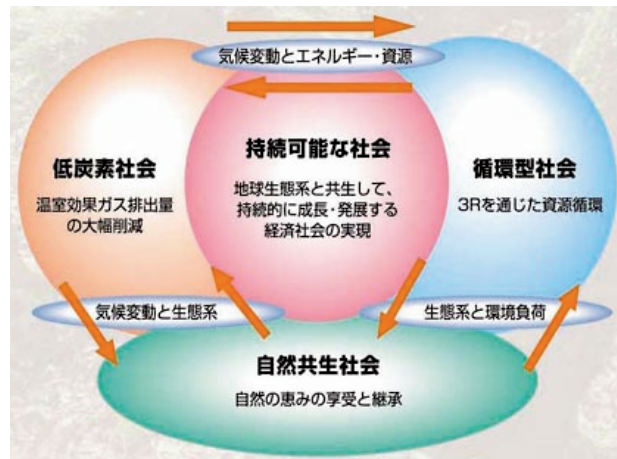 気候変動とエネルギー・資源
低炭素社会
温室効果ガス排出量
の大幅削減
持続可能な社会
地球生態系と共生して、
持続的に成長・発展する
経済社会の実現
循環型社会
3Rを通じた資源循環
気候変動と生態系
生態系と環境負荷
自然共生社会
自然の恵みの享受と継承